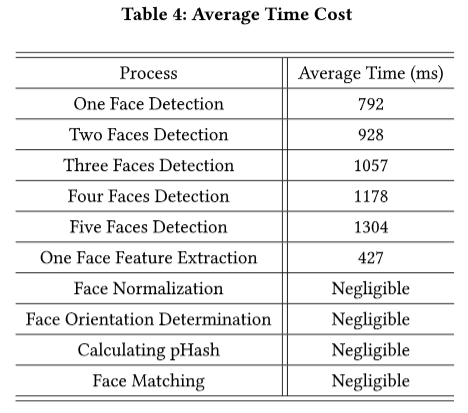 Table 4: Average Time Cost
Process Average Time (ms)
One Face Detection 792
Two Faces Detection 928
Three Faces Detection 1057
Four Faces Detection 1178
Five Faces Detection 1304
One Face Feature Extraction 427
Face Normalization Negligible
Face Orientation Determination Negligible
Calculating pHash Negligible
Face Matching Negligible